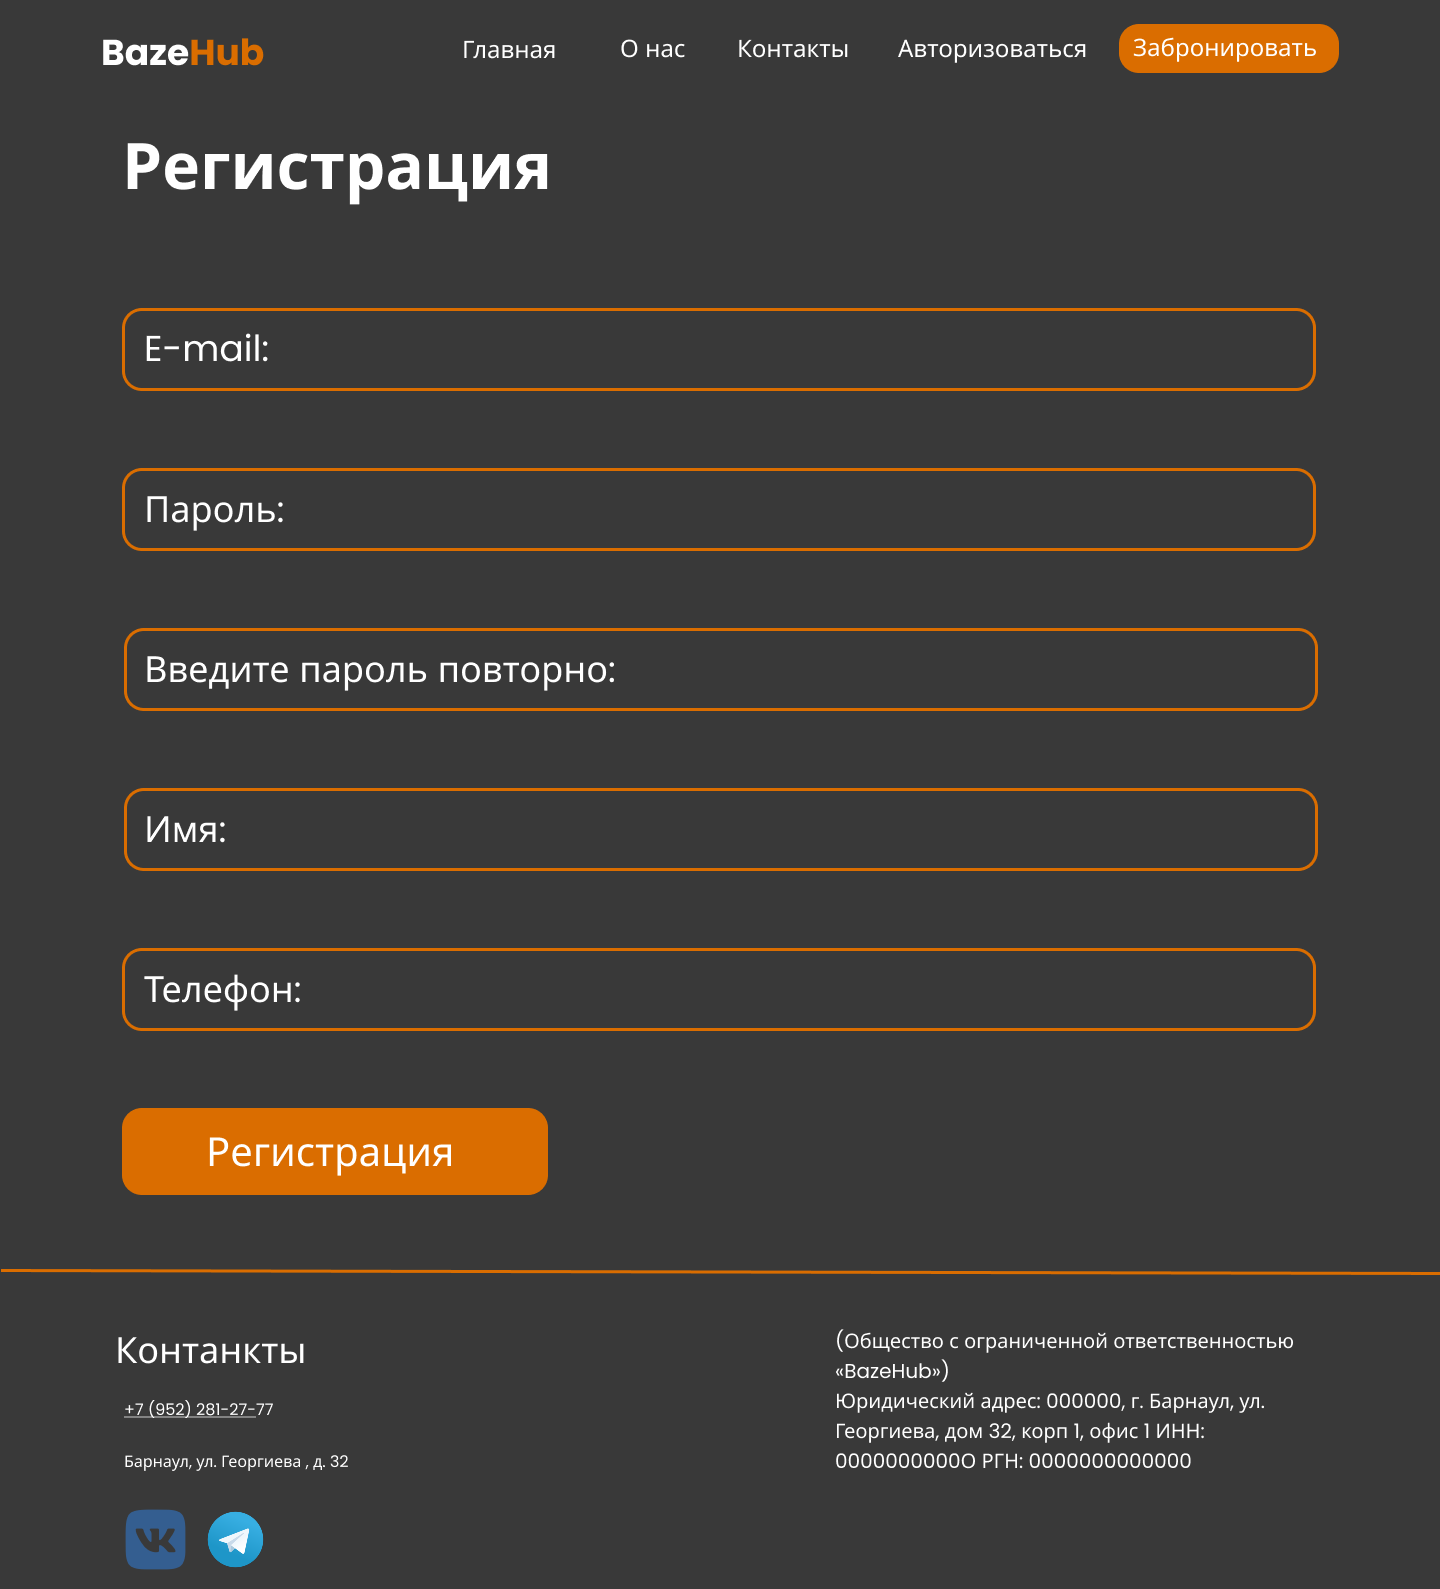 BazeHub
Главная О нас Контакты Авторизоваться Забронировать
Регистрация
E-mail:
Пароль:
Введите пароль повторно:
Имя:
Телефон:
Регистрация
Контанкты
+7 (952) 281-27-77
Барнаул, ул. Георгиева , д. 32
(Общество с ограниченной ответственностью
«BazeHub»)
Юридический адрес: 000000, г. Барнаул, ул.
Георгиева, дом 32, корп 1, офис 1 ИНН:
0000000000О РГН: 0000000000000